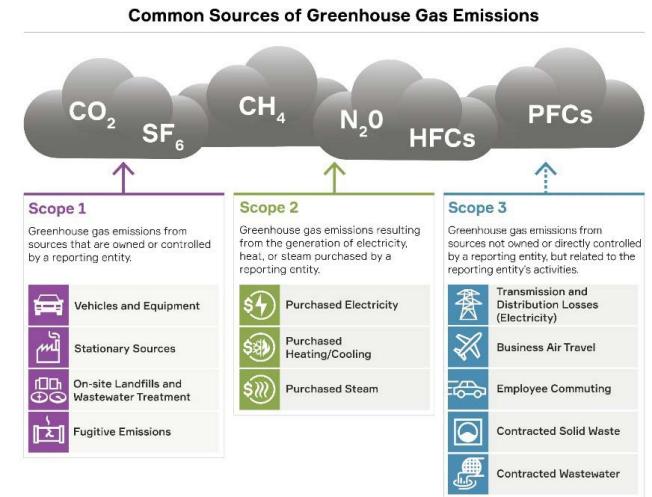 Common Sources of Greenhouse Gas Emissions
CO2
SF6
CH4
N20
HFCs
PFCs
Scope 1
Greenhouse gas emissions from
sources that are owned or controlled
by a reporting entity.
Vehicles and Equipment
Stationary Sources
On-site Landfills and
Wastewater Treatment
Fugitive Emissions
Scope 2
Greenhouse gas emissions resulting
from the generation of electricity,
heat, or steam purchased by a
reporting entity.
$
Purchased Electricity
$
Purchased
Heating/Cooling
$
Purchased Steam
Scope 3
Greenhouse gas emissions from
sources not owned or directly controlled
by a reporting entity, but related to the
reporting entity's activities.
Transmission and
Distribution Losses
(Electricity)
Business Air Travel
Employee Commuting
Contracted Solid Waste
Contracted Wastewater